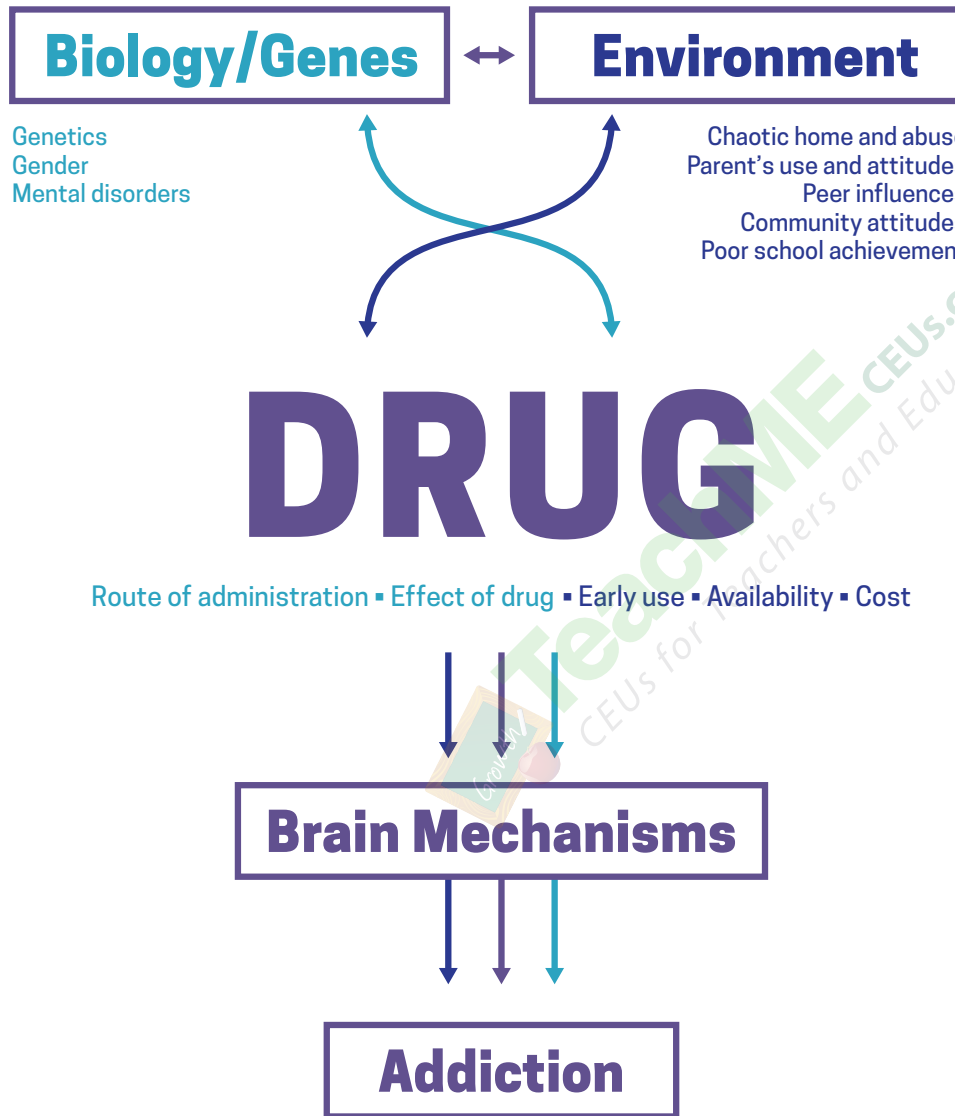 Biology/Genes
Environment
Genetics
Gender
Mental disorders
Chaotic home and abuse
Parent's use and attitude
Peer influence
Community attitude
Poor school achievemen
DRUG
Route of administration ▪ Effect of drug ▪ Early use ▪ Availability ▪ Cost
Brain Mechanisms
Addiction
TeachME CEUs.c
CEUs for Teachers and Edu
Growth!